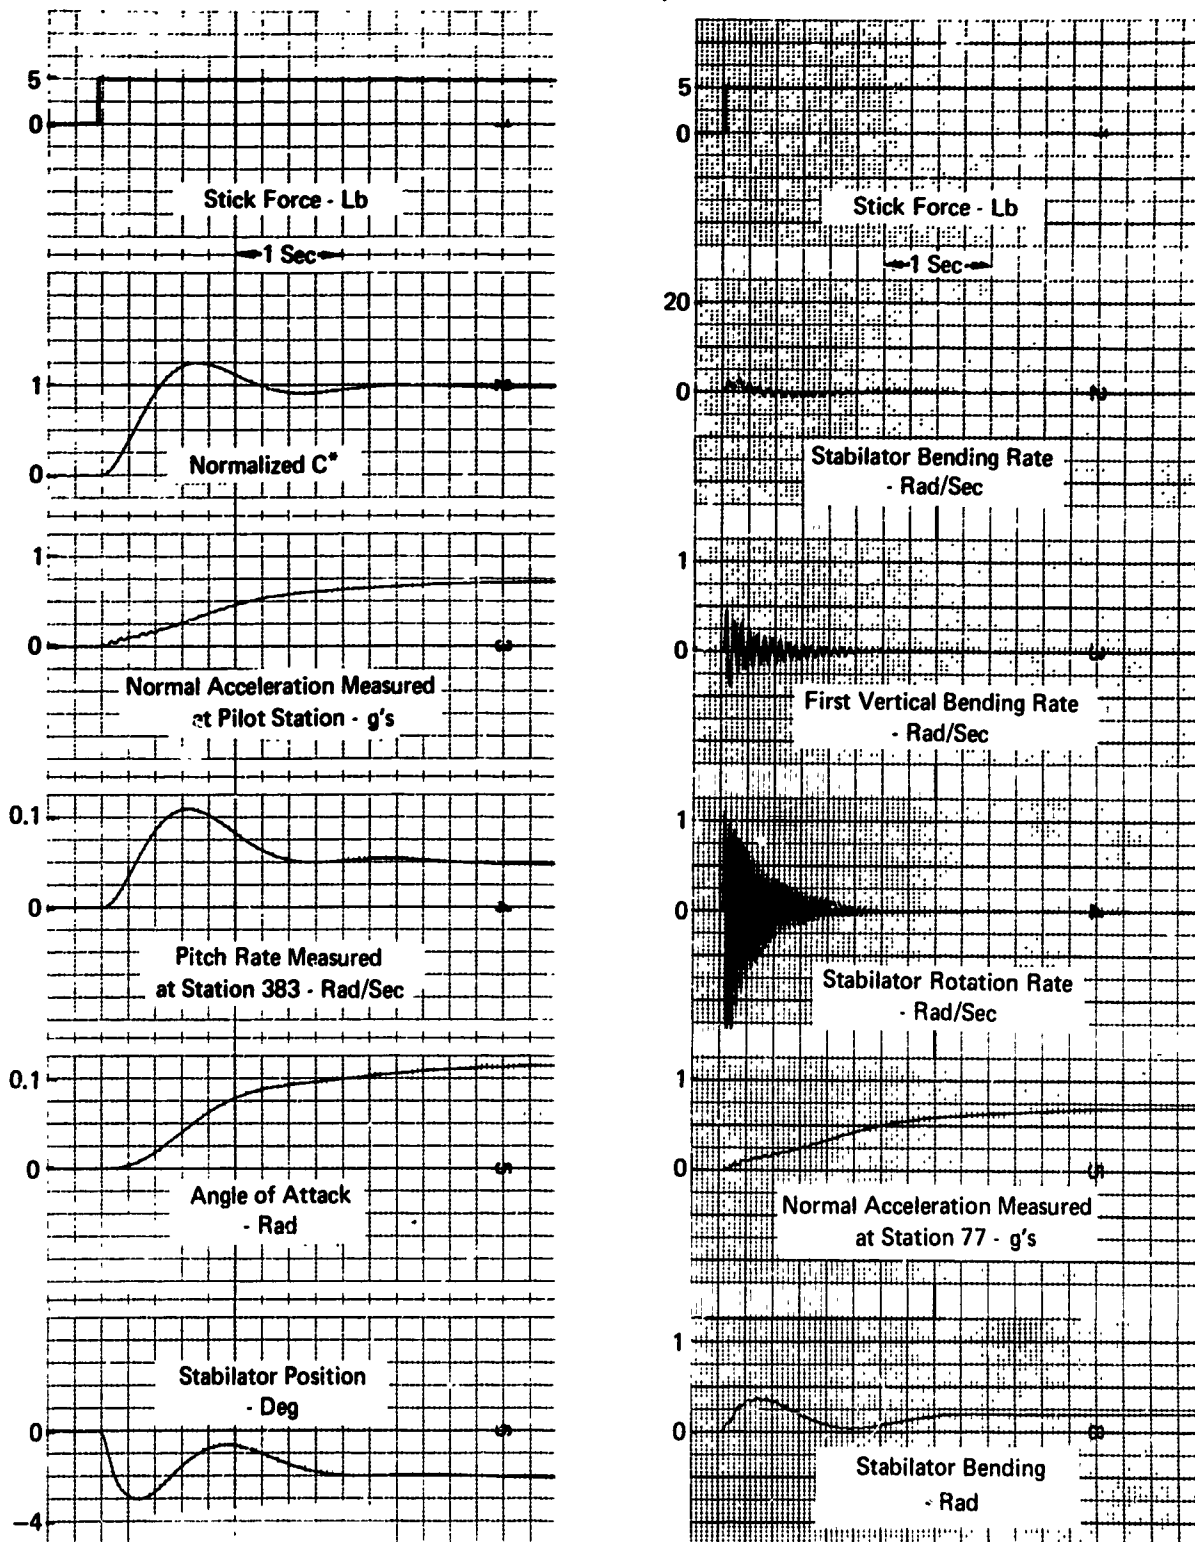 5
0
Stick Force - Lb
1 Sec
1
0
Normalized C*
1
0
Normal Acceleration Measured
at Pilot Station - g's
0.1
0
Pitch Rate Measured
at Station 383 - Rad/Sec
0.1
0
Angle of Attack
- Rad
Stabilator Position
- Deg
0
-4
5
0
Stick Force - Lb
1 Sec
20
0
Stabilator Bending Rate
- Rad/Sec
1
0
First Vertical Bending Rate
- Rad/Sec
1
0
Stabilator Rotation Rate
- Rad/Sec
1
0
Normal Acceleration Measured
at Station 77 - g's
1
0
Stabilator Bending
- Rad